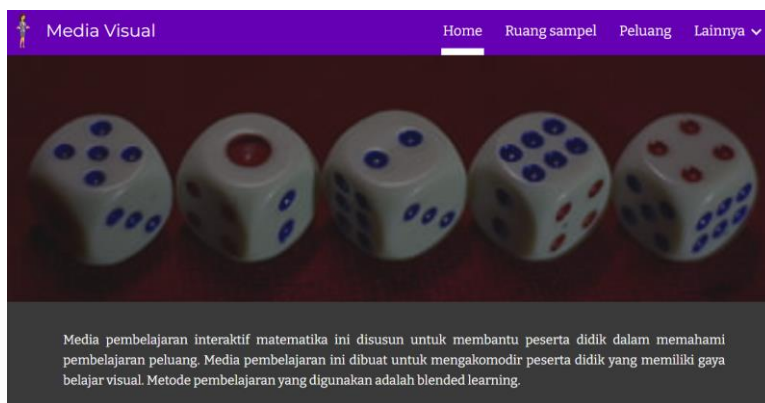 Media Visual
Home Ruang sampel Peluang Lainnya
Media pembelajaran interaktif matematika ini disusun untuk membantu peserta didik dalam memahami
pembelajaran peluang. Media pembelajaran ini dibuat untuk mengakomodir peserta didik yang memiliki gaya
belajar visual. Metode pembelajaran yang digunakan adalah blended learning.